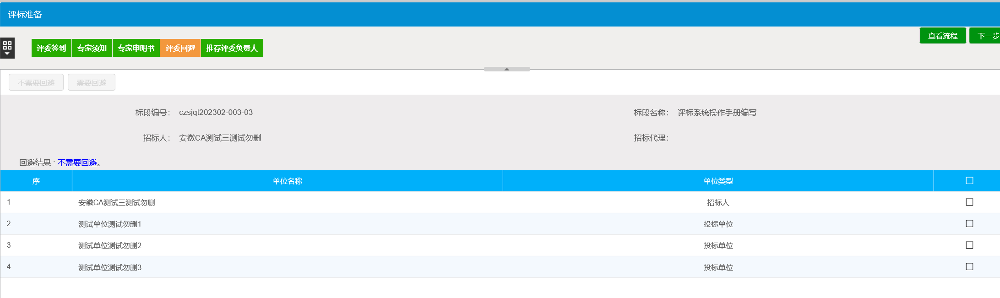 评标准备
查看流程 下一步
评委签到 专家须知 专家申明书 评委回避 推荐评委负责人
不需要回避 需要回避
标段编号： czsjqt202302-003-03 标段名称： 评标系统操作手册编写
招标人： 安徽CA测试三测试勿删 招标代理：
回避结果 : 不需要回避。
序 单位名称 单位类型
1 安徽CA测试三测试勿删 招标人
2 测试单位测试勿删1 投标单位
3 测试单位测试勿删2 投标单位
4 测试单位测试勿删3 投标单位